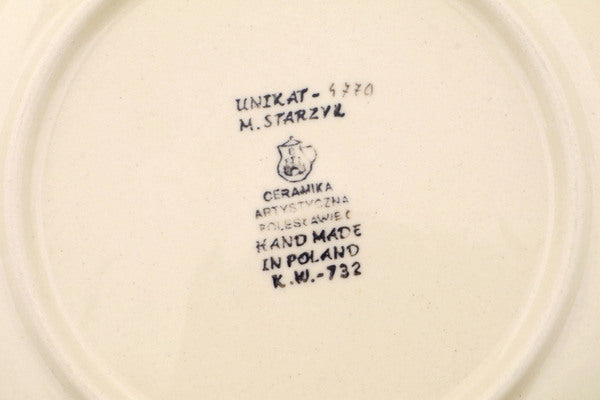 UNIKAT - 4770
M. STARZYK
CERAMIKA
ARTYSTYCZNA
BOLESŁAWIEC
HAND MADE
IN POLAND
K.W.-732